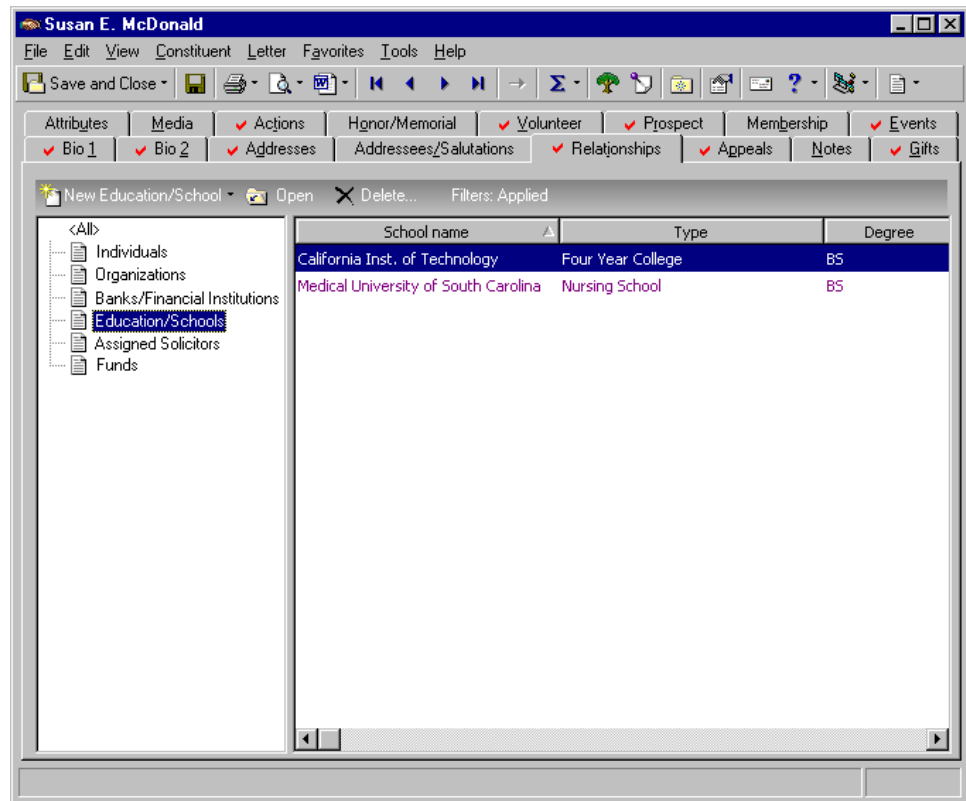 Susan E. McDonald
File Edit View Constituent Letter Favorites Tools Help
Save and Close
Attributes Media Actions Honor/Memorial Volunteer Prospect Membership Events
Bio 1 Bio 2 Addresses Addressees/Salutations Relationships Appeals Notes Gifts
New Education/School Open Delete... Filters: Applied
<All> School name Type Degree
Individuals California Inst. of Technology Four Year College BS
Organizations Medical University of South Carolina Nursing School BS
Banks/Financial Institutions
Education/Schools
Assigned Solicitors
Funds